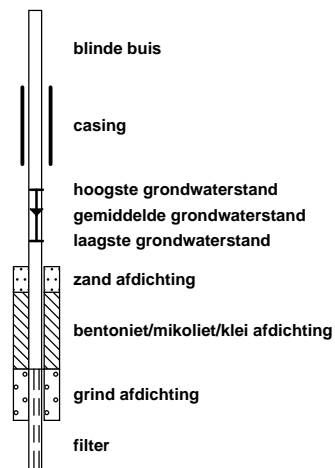 blinde buis
casing
hoogste grondwaterstand
gemiddelde grondwaterstand
laagste grondwaterstand
zand afdichting
bentoniet/mikoliet/klei afdichting
grind afdichting
filter